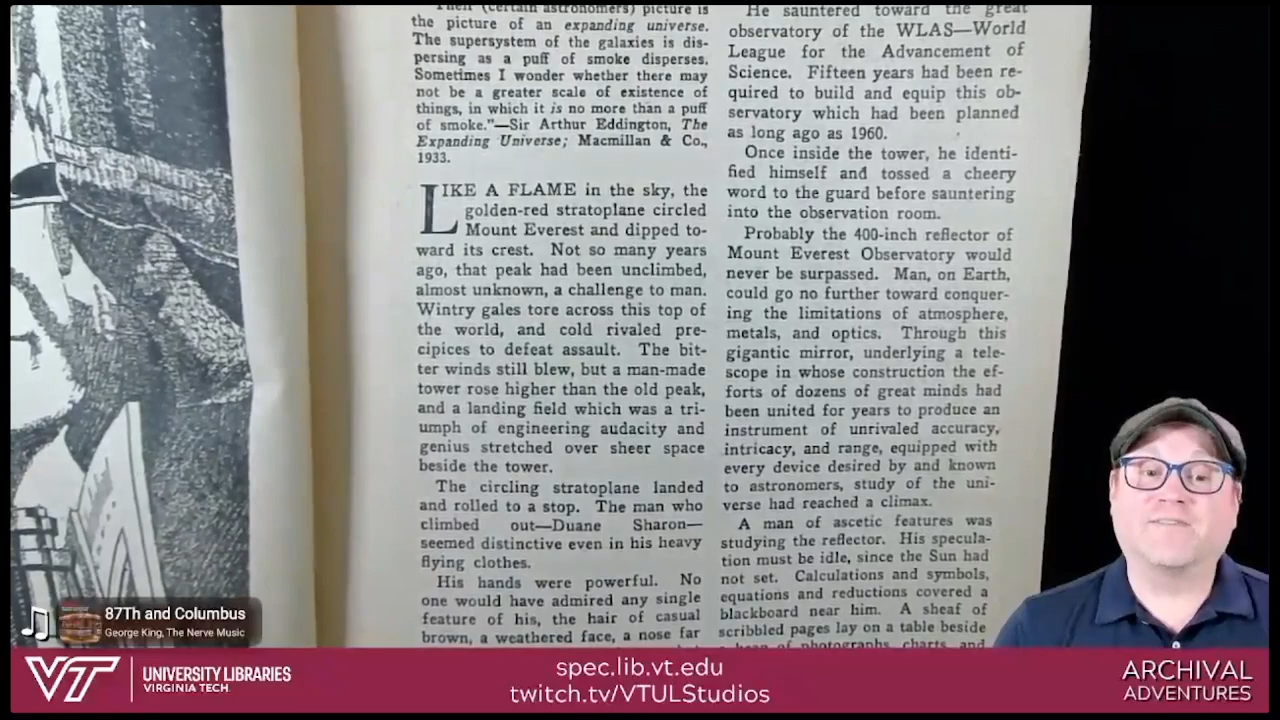 Their (certain astronomers) picture is
the picture of an expanding universe.
The supersystem of the galaxies is dis-
persing as a puff of smoke disperses.
Sometimes I wonder whether there may
not be a greater scale of existence of
things, in which it is no more than a puff
of smoke."—Sir Arthur Eddington, The
Expanding Universe; Macmillan & Co.,
1933.
LIKE A FLAME in the sky, the
golden-red stratoplane circled
Mount Everest and dipped to-
ward its crest. Not so many years
ago, that peak had been unclimbed,
almost unknown, a challenge to man.
Wintry gales tore across this top of
the world, and cold rivaled pre-
cipices to defeat assault. The bit-
ter winds still blew, but a man-made
tower rose higher than the old peak,
and a landing field which was a tri-
umph of engineering audacity and
genius stretched over sheer space
beside the tower.
The circling stratoplane landed
and rolled to a stop. The man who
climbed out—Duane Sharon—
seemed distinctive even in his heavy
flying clothes.
His hands were powerful. No
one would have admired any single
feature of his, the hair of casual
brown, a weathered face, a nose far
He sauntered toward the great
observatory of the WLAS—World
League for the Advancement of
Science. Fifteen years had been re-
quired to build and equip this ob-
servatory which had been planned
as long ago as 1960.
Once inside the tower, he identi-
fied himself and tossed a cheery
word to the guard before sauntering
into the observation room.
Probably the 400-inch reflector of
Mount Everest Observatory would
never be surpassed. Man, on Earth,
could go no further toward conquer-
ing the limitations of atmosphere,
metals, and optics. Through this
gigantic mirror, underlying a tele-
scope in whose construction the ef-
forts of dozens of great minds had
been united for years to produce an
instrument of unrivaled accuracy,
intricacy, and range, equipped with
every device desired by and known
to astronomers, study of the uni-
verse had reached a climax.
A man of ascetic features was
studying the reflector. His specula-
tion must be idle, since the Sun had
not set. Calculations and symbols,
equations and reductions covered a
blackboard near him. A sheaf of
scribbled pages lay on a table beside
a heap of photographs, charts, and
87Th and Columbus
George King, The Nerve Music
VT UNIVERSITY LIBRARIES
VIRGINIA TECH
spec.lib.vt.edu
twitch.tv/VTULStudios
ARCHIVAL
ADVENTURES